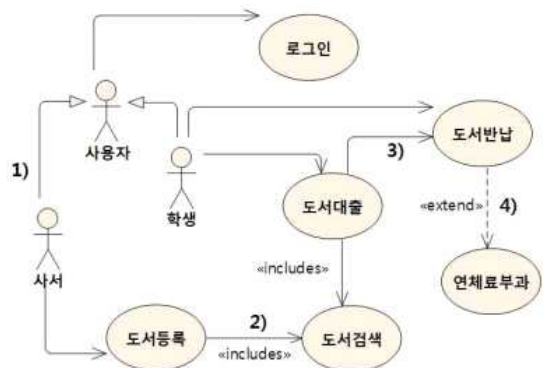 로그인
사용자
1)
학생
도서반납
3)
도서대출
«extend» 4)
사서
«includes»
연체료부과
도서등록
2)
«includes»
도서검색